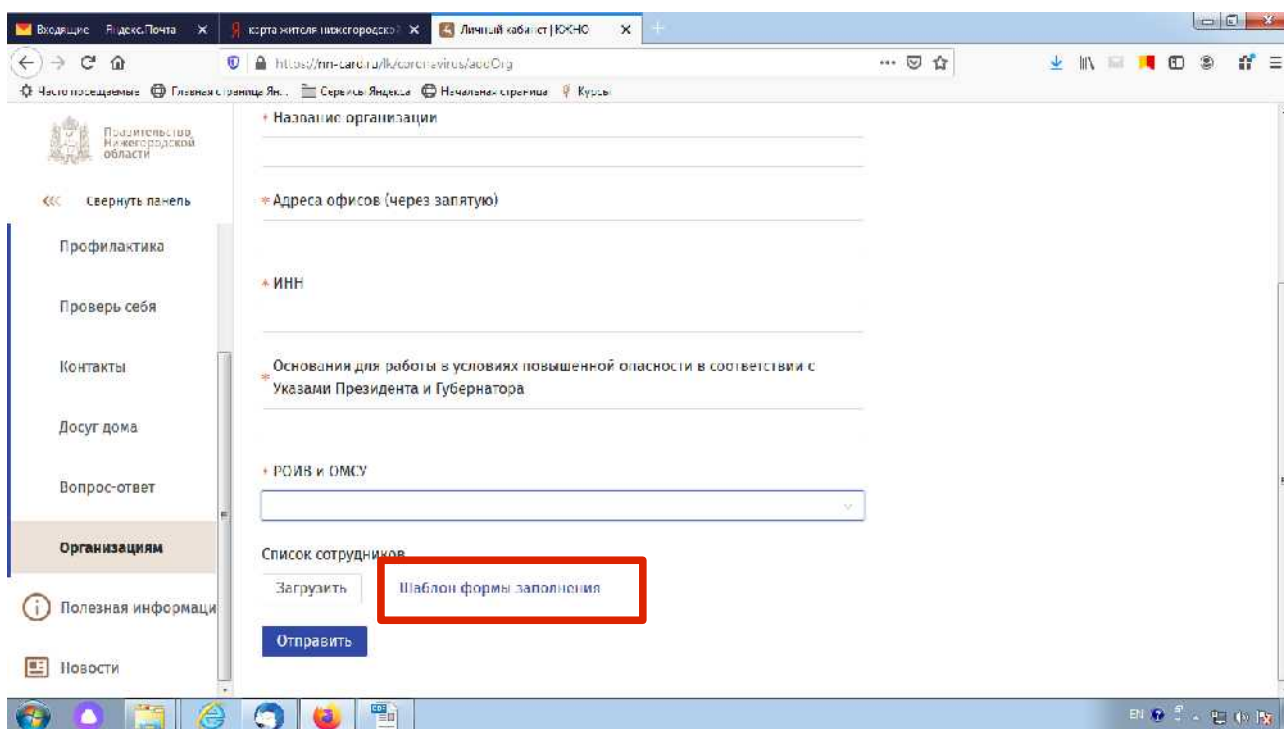 Входящие
Яндекс.Почта
карта жителя нижегородской
Личный кабинет | КЖНО
https://nn-card.ru/lk/coronavirus/addOrg
Часто посещаемые
Главная страница Ян...
Сервисы Яндекса
Начальная страница
Курсы
Правительство
Нижегородской
области
Свернуть панель
Профилактика
Проверь себя
Контакты
Досуг дома
Вопрос-ответ
Организациям
Полезная информаци
Новости
* Название организации
* Адреса офисов (через запятую)
* ИНН
* Основания для работы в условиях повышенной опасности в соответствии с
Указами Президента и Губернатора
* РОИВ и ОМСУ
Список сотрудников
Загрузить
Шаблон формы заполнения
Отправить
EN